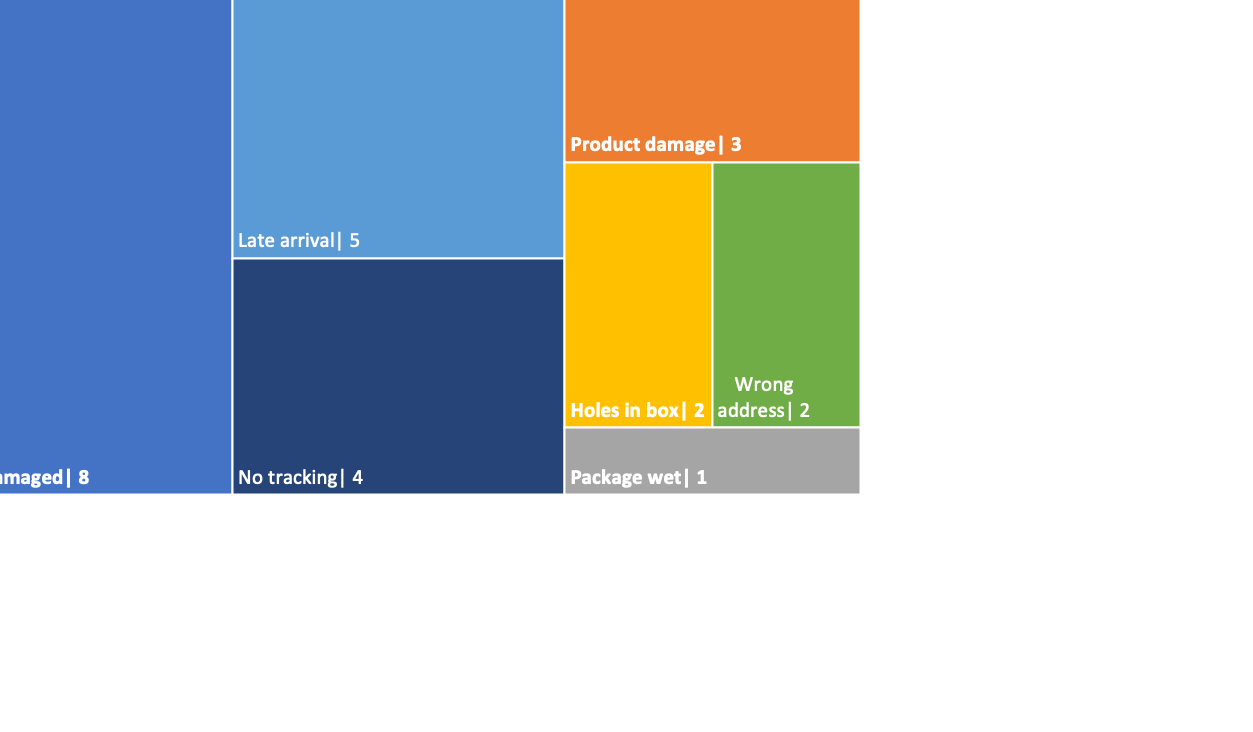 Product damage| 3
Late arrival| 5
Wrong
Holes in box| 2
address| 2
amaged| 8
No tracking| 4
Package wet| 1